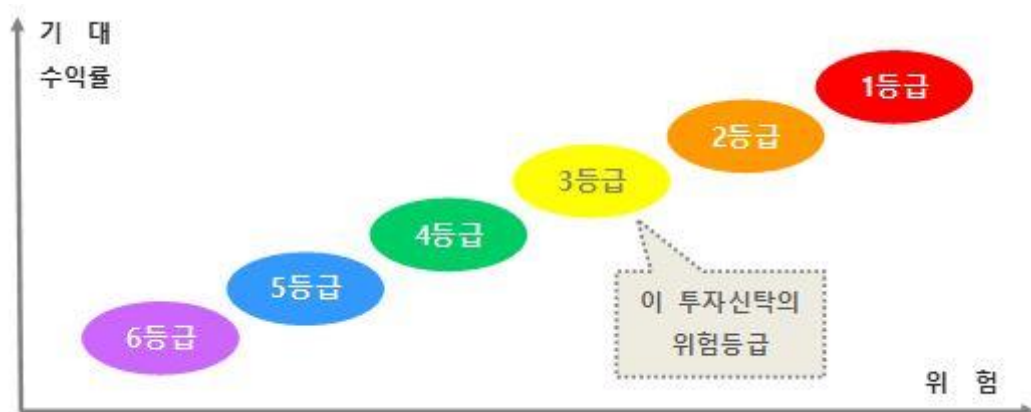 기 대
수익률
1등급
2등급
3등급
4등급
5등급
6등급
이 투자신탁의
위험등급
위 험